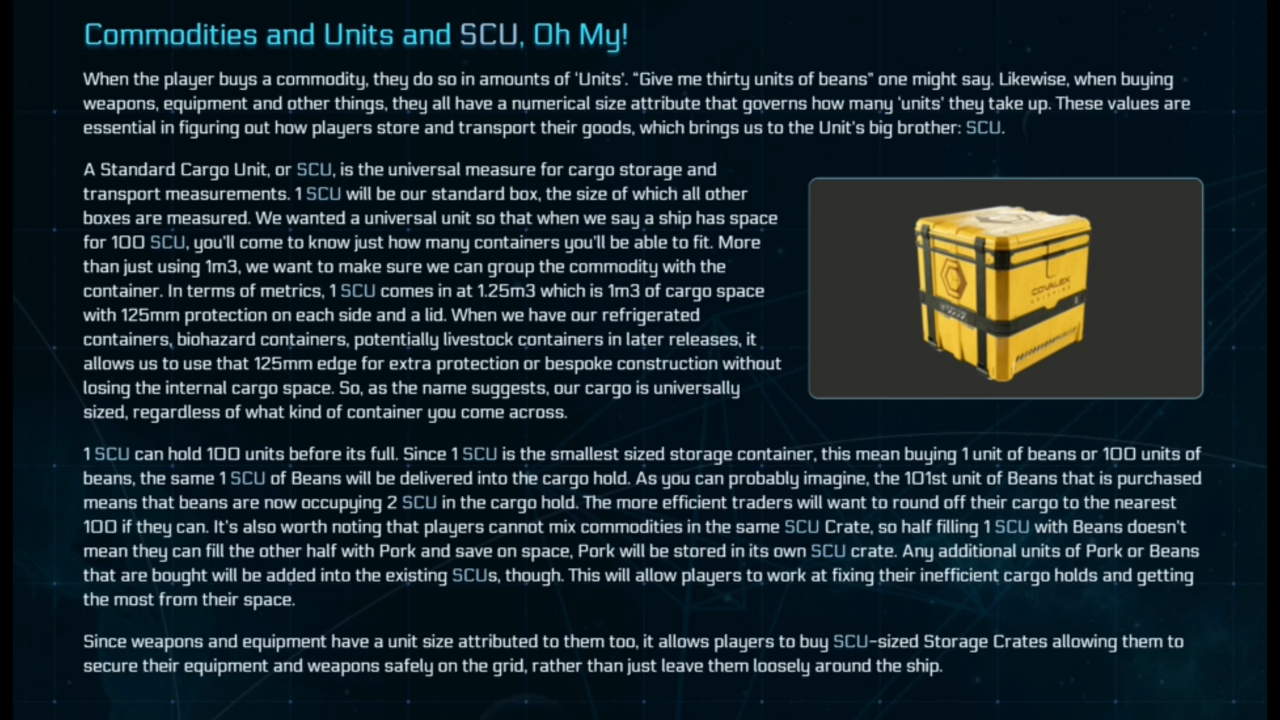 Commodities and Units and SCU, Oh My!
When the player buys a commodity, they do so in amounts of ‘Units’. “Give me thirty units of beans” one might say. Likewise, when buying
weapons, equipment and other things, they all have a numerical size attribute that governs how many ‘units’ they take up. These values are
essential in figuring out how players store and transport their goods, which brings us to the Unit's big brother: SCU.
A Standard Cargo Unit, or SCU, is the universal measure for cargo storage and
transport measurements. 1 SCU will be our standard box, the size of which all other
boxes are measured. We wanted a universal unit so that when we say a ship has space
for 100 SCU, you'll come to know just how many containers you'll be able to fit. More
than just using 1m3, we want to make sure we can group the commodity with the
container. In terms of metrics, 1 SCU comes in at 1.25m3 which is 1m3 of cargo space
with 125mm protection on each side and a lid. When we have our refrigerated
containers, biohazard containers, potentially livestock containers in later releases, it
allows us to use that 125mm edge for extra protection or bespoke construction without
losing the internal cargo space. So, as the name suggests, our cargo is universally
sized, regardless of what kind of container you come across.
COVALEX
SHIPPING
1 SCU can hold 100 units before its full. Since 1 SCU is the smallest sized storage container, this mean buying 1 unit of beans or 100 units of
beans, the same 1 SCU of Beans will be delivered into the cargo hold. As you can probably imagine, the 101st unit of Beans that is purchased
means that beans are now occupying 2 SCU in the cargo hold. The more efficient traders will want to round off their cargo to the nearest
100 if they can. It's also worth noting that players cannot mix commodities in the same SCU Crate, so half filling 1 SCU with Beans doesn't
mean they can fill the other half with Pork and save on space, Pork will be stored in its own SCU crate. Any additional units of Pork or Beans
that are bought will be added into the existing SCUs, though. This will allow players to work at fixing their inefficient cargo holds and getting
the most from their space.
Since weapons and equipment have a unit size attributed to them too, it allows players to buy SCU-sized Storage Crates allowing them to
secure their equipment and weapons safely on the grid, rather than just leave them loosely around the ship.